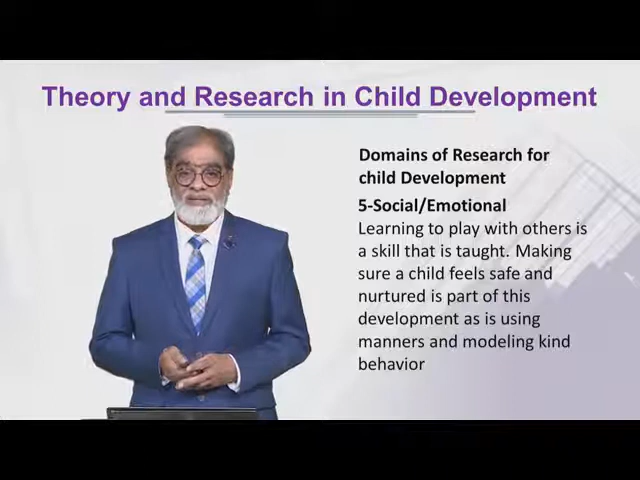 Theory and Research in Child Development
Domains of Research for
child Development
5-Social/Emotional
Learning to play with others is
a skill that is taught. Making
sure a child feels safe and
nurtured is part of this
development as is using
manners and modeling kind
behavior